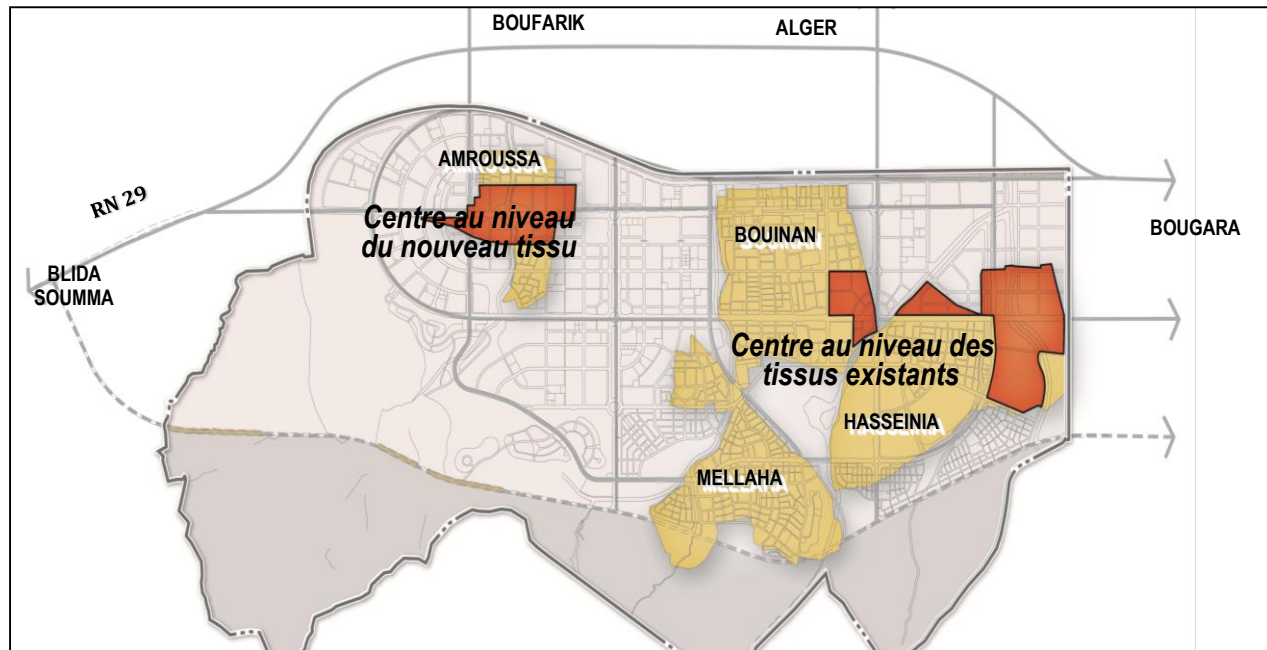 BOUFARIK
ALGER
AMROUSSA
RN 29
Centre au niveau
du nouveau tissu
BOUINAN
BOUGARA
BLIDA
SOUMMA
Centre au niveau des
tissus existants
HASSEINIA
MELLAHA